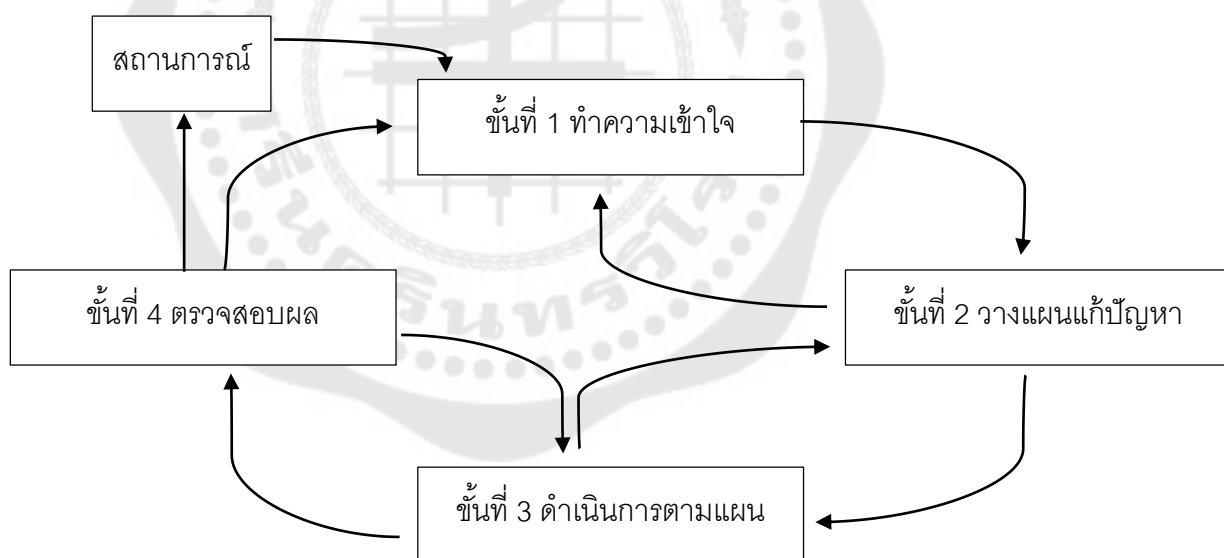 สถานการณ์
ขั้นที่ 1 ทำความเข้าใจ
ขั้นที่ 4 ตรวจสอบผล
ขั้นที่ 2 วางแผนแก้ปัญหา
ขั้นที่ 3 ดำเนินการตามแผน